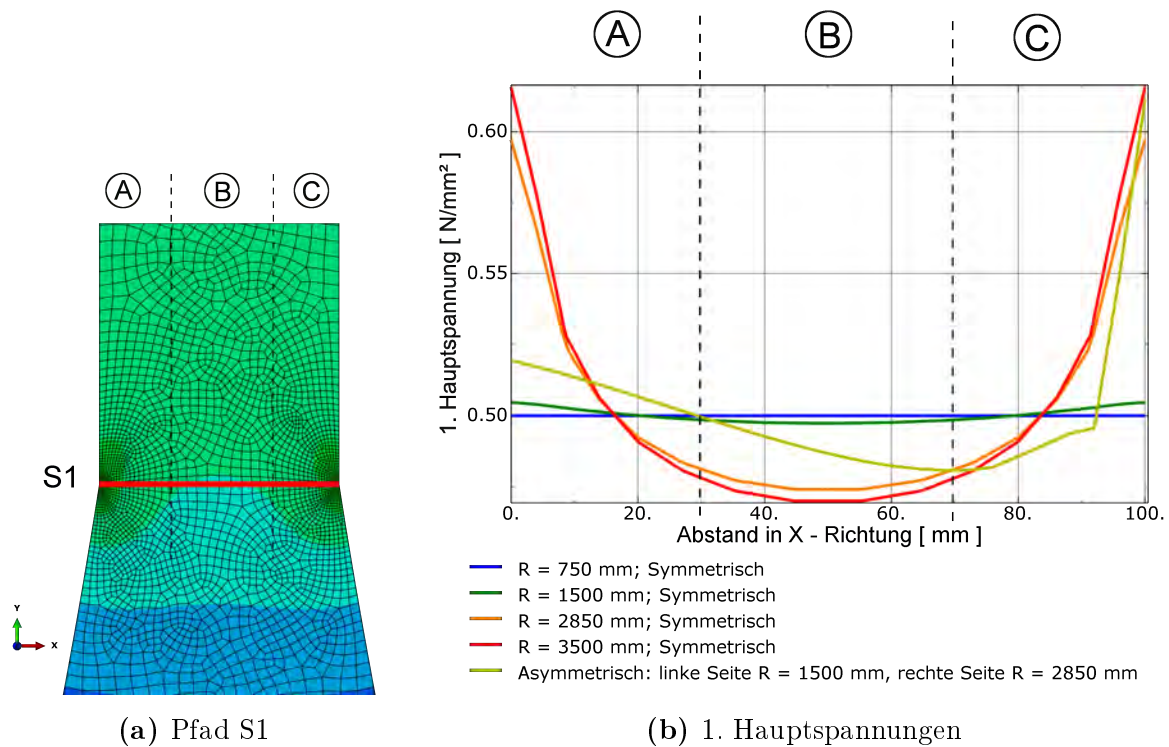 A B C
S1
Y
X
(a) Pfad S1
A B C
1. Hauptspannung [ N/mm² ]
0.60
0.55
0.50
0. 20. 40. 60. 80. 100.
Abstand in X - Richtung [ mm ]
R = 750 mm; Symmetrisch
R = 1500 mm; Symmetrisch
R = 2850 mm; Symmetrisch
R = 3500 mm; Symmetrisch
Asymmetrisch: linke Seite R = 1500 mm, rechte Seite R = 2850 mm
(b) 1. Hauptspannungen